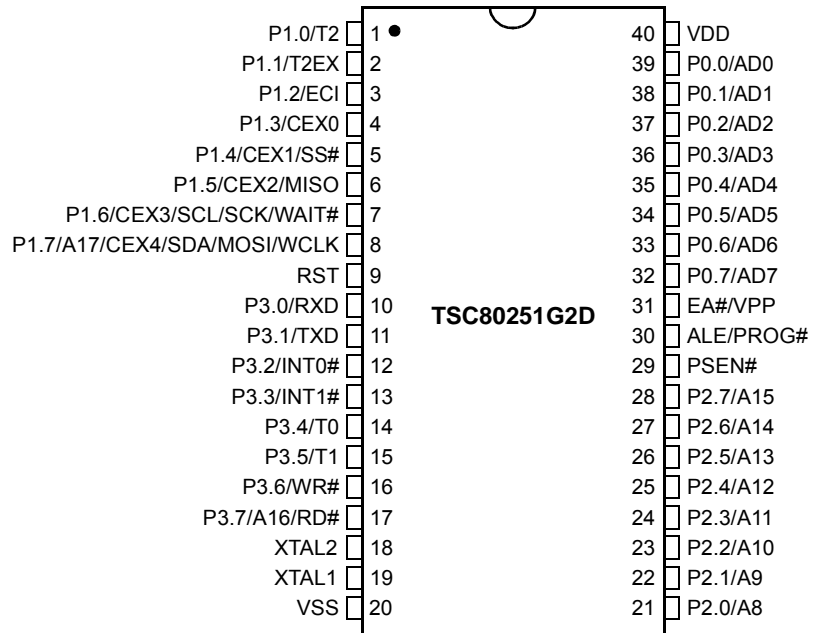 P1.0/T2 1 40 VDD
P1.1/T2EX 2 39 P0.0/AD0
P1.2/ECI 3 38 P0.1/AD1
P1.3/CEX0 4 37 P0.2/AD2
P1.4/CEX1/SS# 5 36 P0.3/AD3
P1.5/CEX2/MISO 6 35 P0.4/AD4
P1.6/CEX3/SCL/SCK/WAIT# 7 34 P0.5/AD5
P1.7/A17/CEX4/SDA/MOSI/WCLK 8 33 P0.6/AD6
RST 9 32 P0.7/AD7
P3.0/RXD 10 31 EA#/VPP
TSC80251G2D
P3.1/TXD 11 30 ALE/PROG#
P3.2/INT0# 12 29 PSEN#
P3.3/INT1# 13 28 P2.7/A15
P3.4/T0 14 27 P2.6/A14
P3.5/T1 15 26 P2.5/A13
P3.6/WR# 16 25 P2.4/A12
P3.7/A16/RD# 17 24 P2.3/A11
XTAL2 18 23 P2.2/A10
XTAL1 19 22 P2.1/A9
VSS 20 21 P2.0/A8